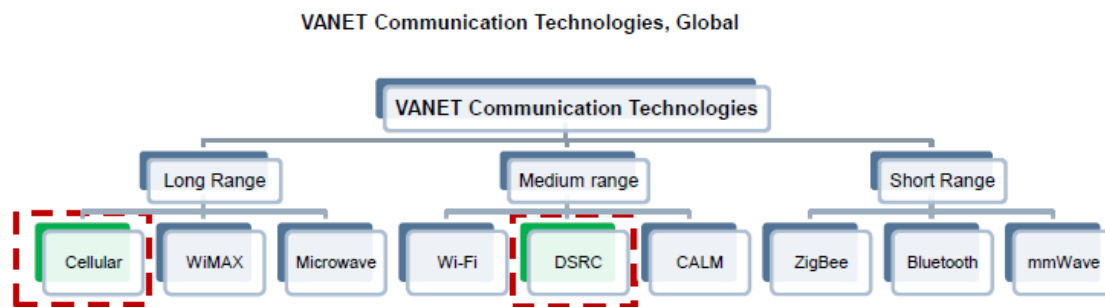 VANET Communication Technologies, Global
VANET Communication Technologies
Long Range
Medium range
Short Range
Cellular
WiMAX
Microwave
Wi-Fi
DSRC
CALM
ZigBee
Bluetooth
mmWave